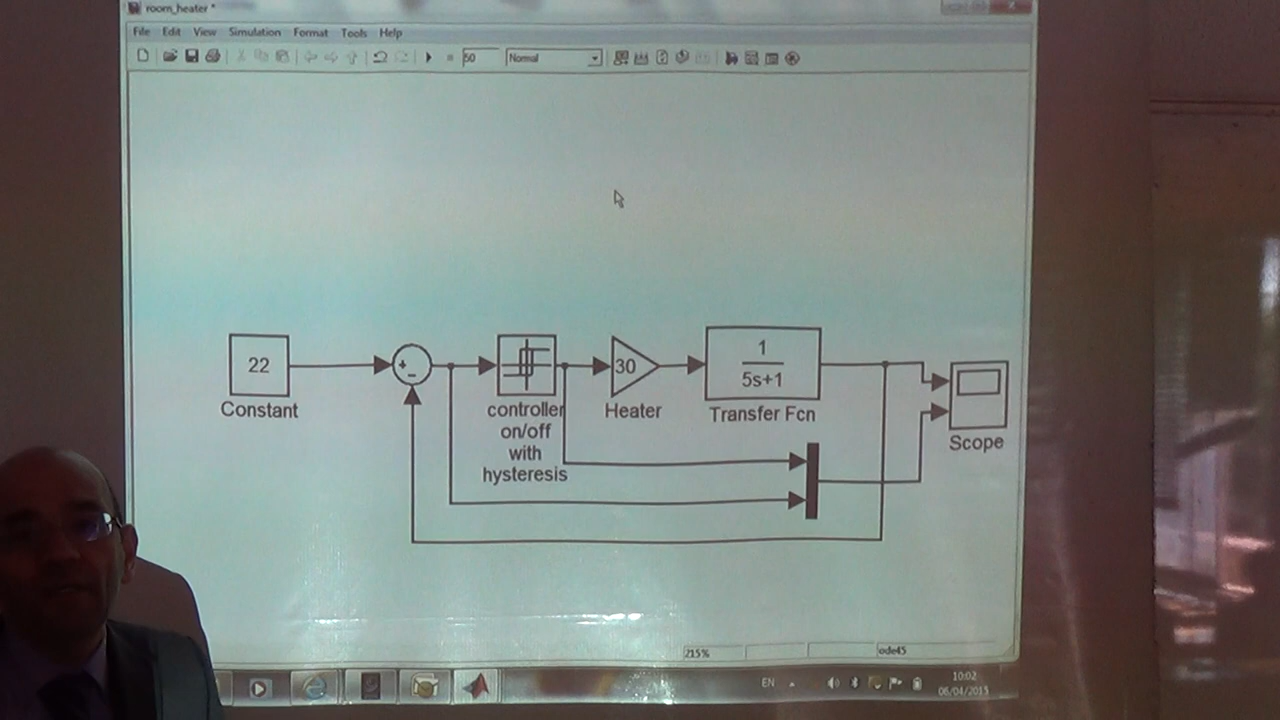 room_heater *
File Edit View Simulation Format Tools Help
50 Normal
22
Constant
+
-
controller
on/off
with
hysteresis
30
Heater
1
5s+1
Transfer Fcn
Scope
215% ode45
EN
10:02
06/04/2015